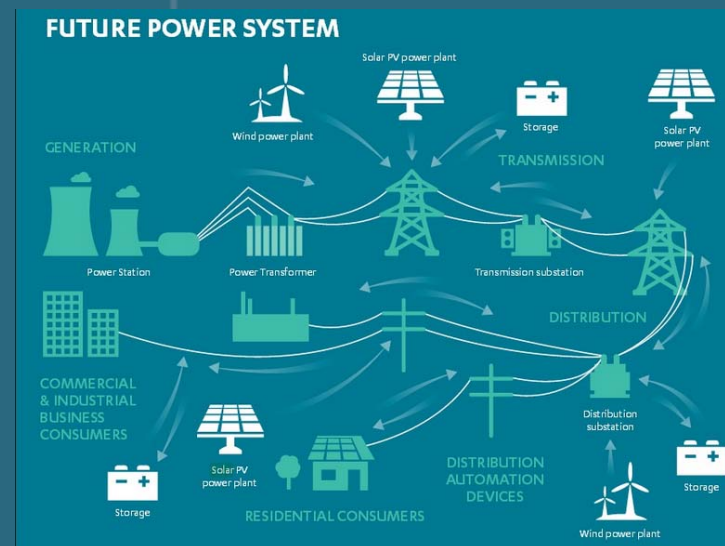 FUTURE POWER SYSTEM
Solar PV power plant
Wind power plant
Storage
Solar PV
power plant
GENERATION
TRANSMISSION
Power Station
Power Transformer
Transmission substation
DISTRIBUTION
COMMERCIAL
& INDUSTRIAL
BUSINESS
CONSUMERS
Distribution
substation
Solar PV
power plant
DISTRIBUTION
AUTOMATION
DEVICES
Storage
Storage
RESIDENTIAL CONSUMERS
Wind power plant